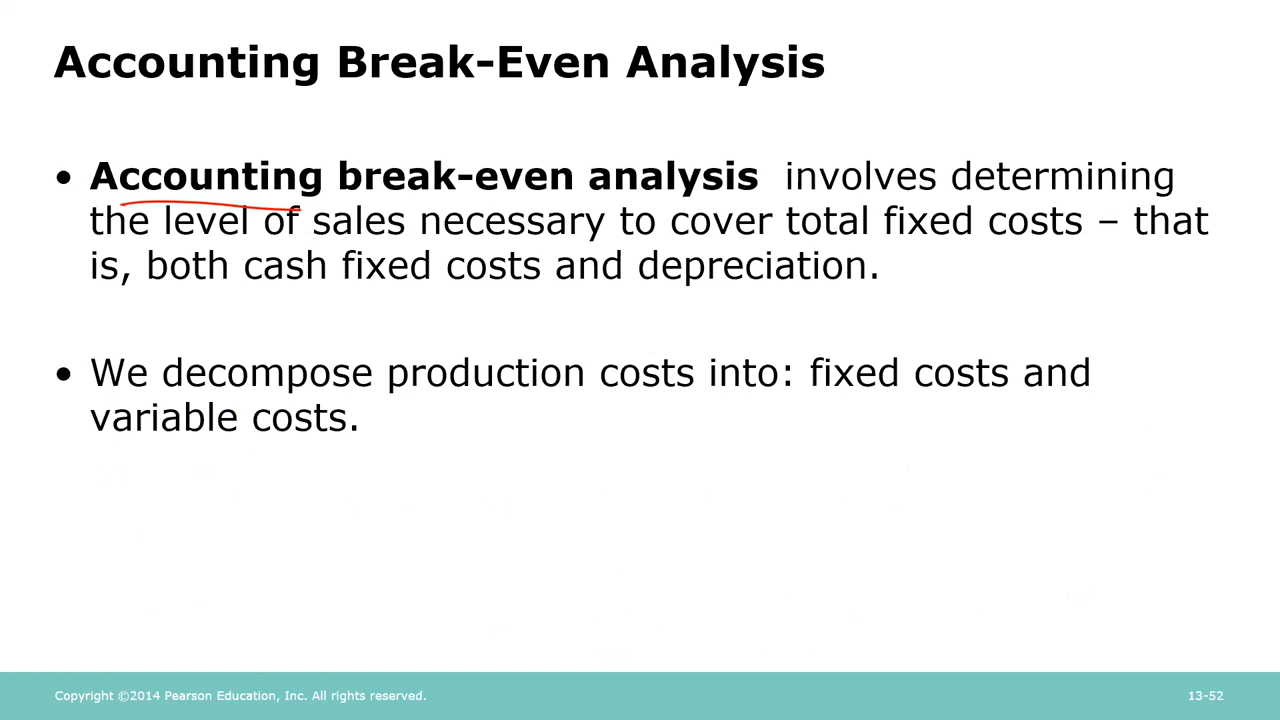 Accounting Break-Even Analysis
• Accounting break-even analysis involves determining
the level of sales necessary to cover total fixed costs – that
is, both cash fixed costs and depreciation.
• We decompose production costs into: fixed costs and
variable costs.
Copyright ©2014 Pearson Education, Inc. All rights reserved.
13-52